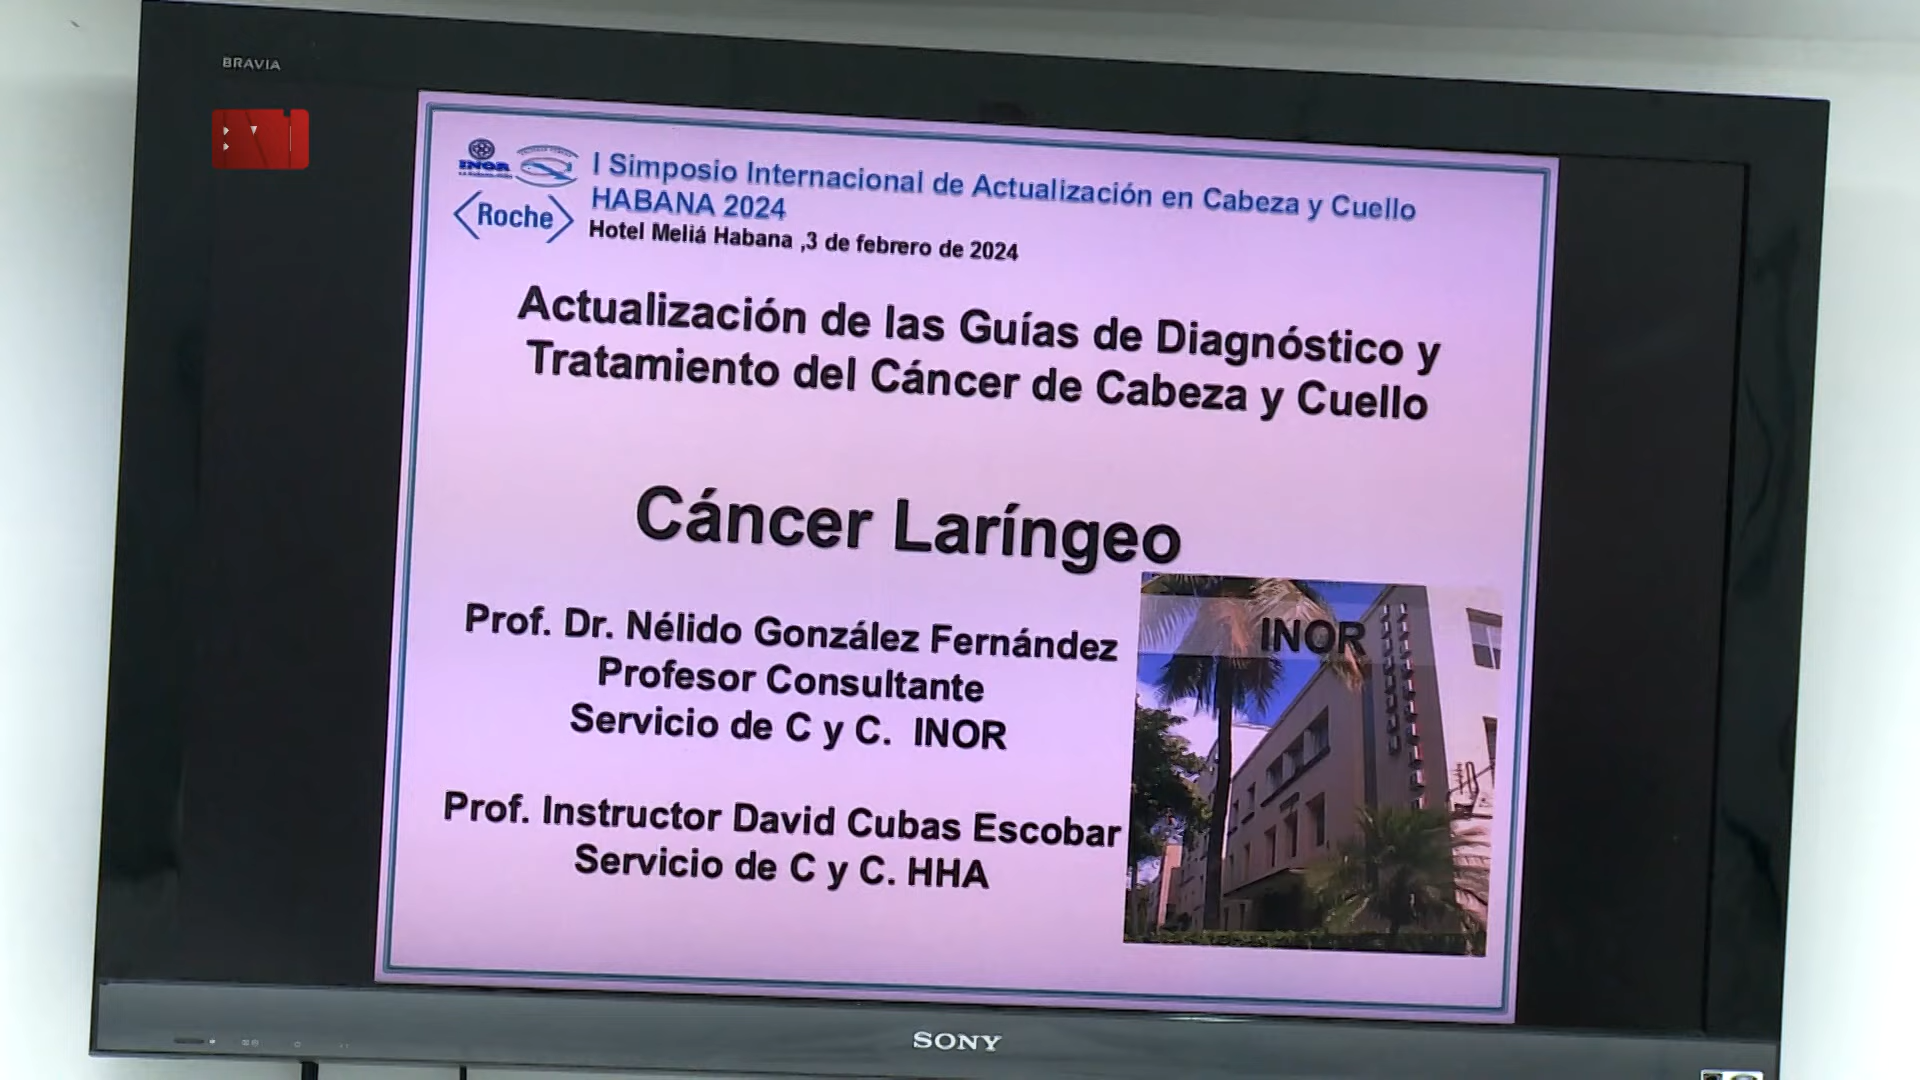 BRAVIA
INOR
Roche
I Simposio Internacional de Actualización en Cabeza y Cuello
HABANA 2024
Hotel Meliá Habana ,3 de febrero de 2024
Actualización de las Guías de Diagnóstico y
Tratamiento del Cáncer de Cabeza y Cuello
Cáncer Laríngeo
Prof. Dr. Nélido González Fernández
Profesor Consultante
Servicio de C y C. INOR
INOR
Prof. Instructor David Cubas Escobar
Servicio de C y C. HHA
SONY